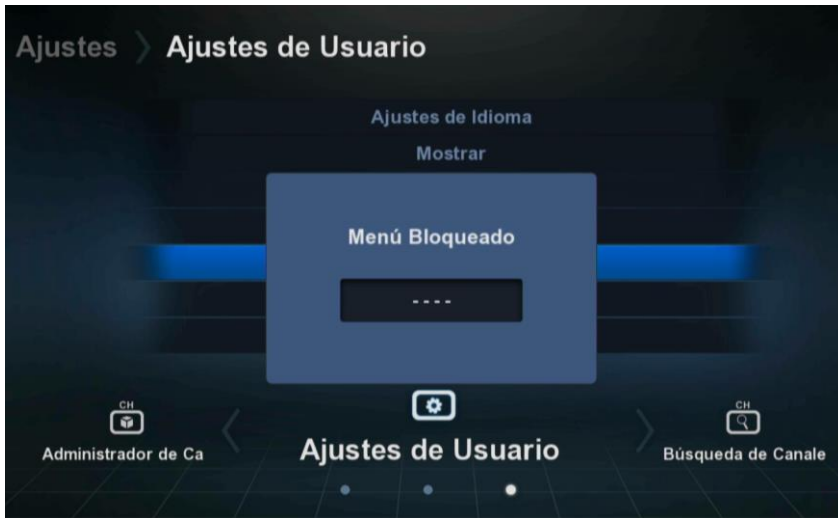 Ajustes > Ajustes de Usuario
Ajustes de Idioma
Mostrar
Menú Bloqueado
----
CH
Administrador de Ca
Ajustes de Usuario
CH
Búsqueda de Canale